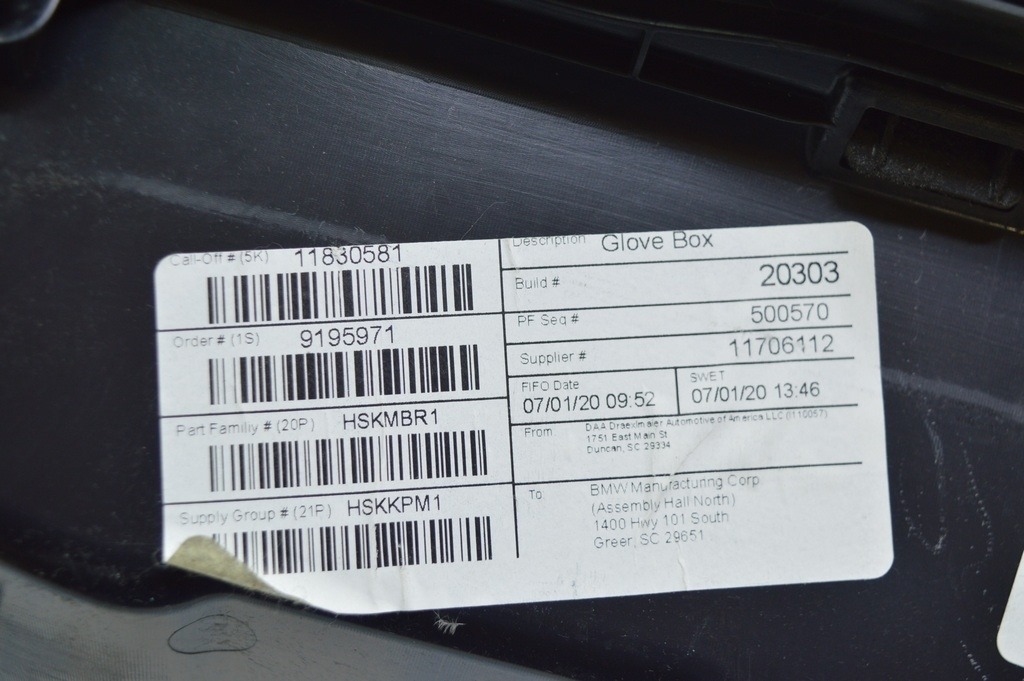 Call-Off # (5K) 11830581
Order # (1S) 9195971
Part Familiy # (20P) HSKMBR1
Supply Group # (21P) HSKKPM1
Description Glove Box
Build # 20303
PF Seq # 500570
Supplier # 11706112
FIFO Date
07/01/20 09:52
SWET
07/01/20 13:46
From DAA Draexlmaier Automotive of America LLC (0110057)
1751 East Main St
Duncan, SC 29334
To BMW Manufacturing Corp
(Assembly Hall North)
1400 Hwy 101 South
Greer, SC 29651